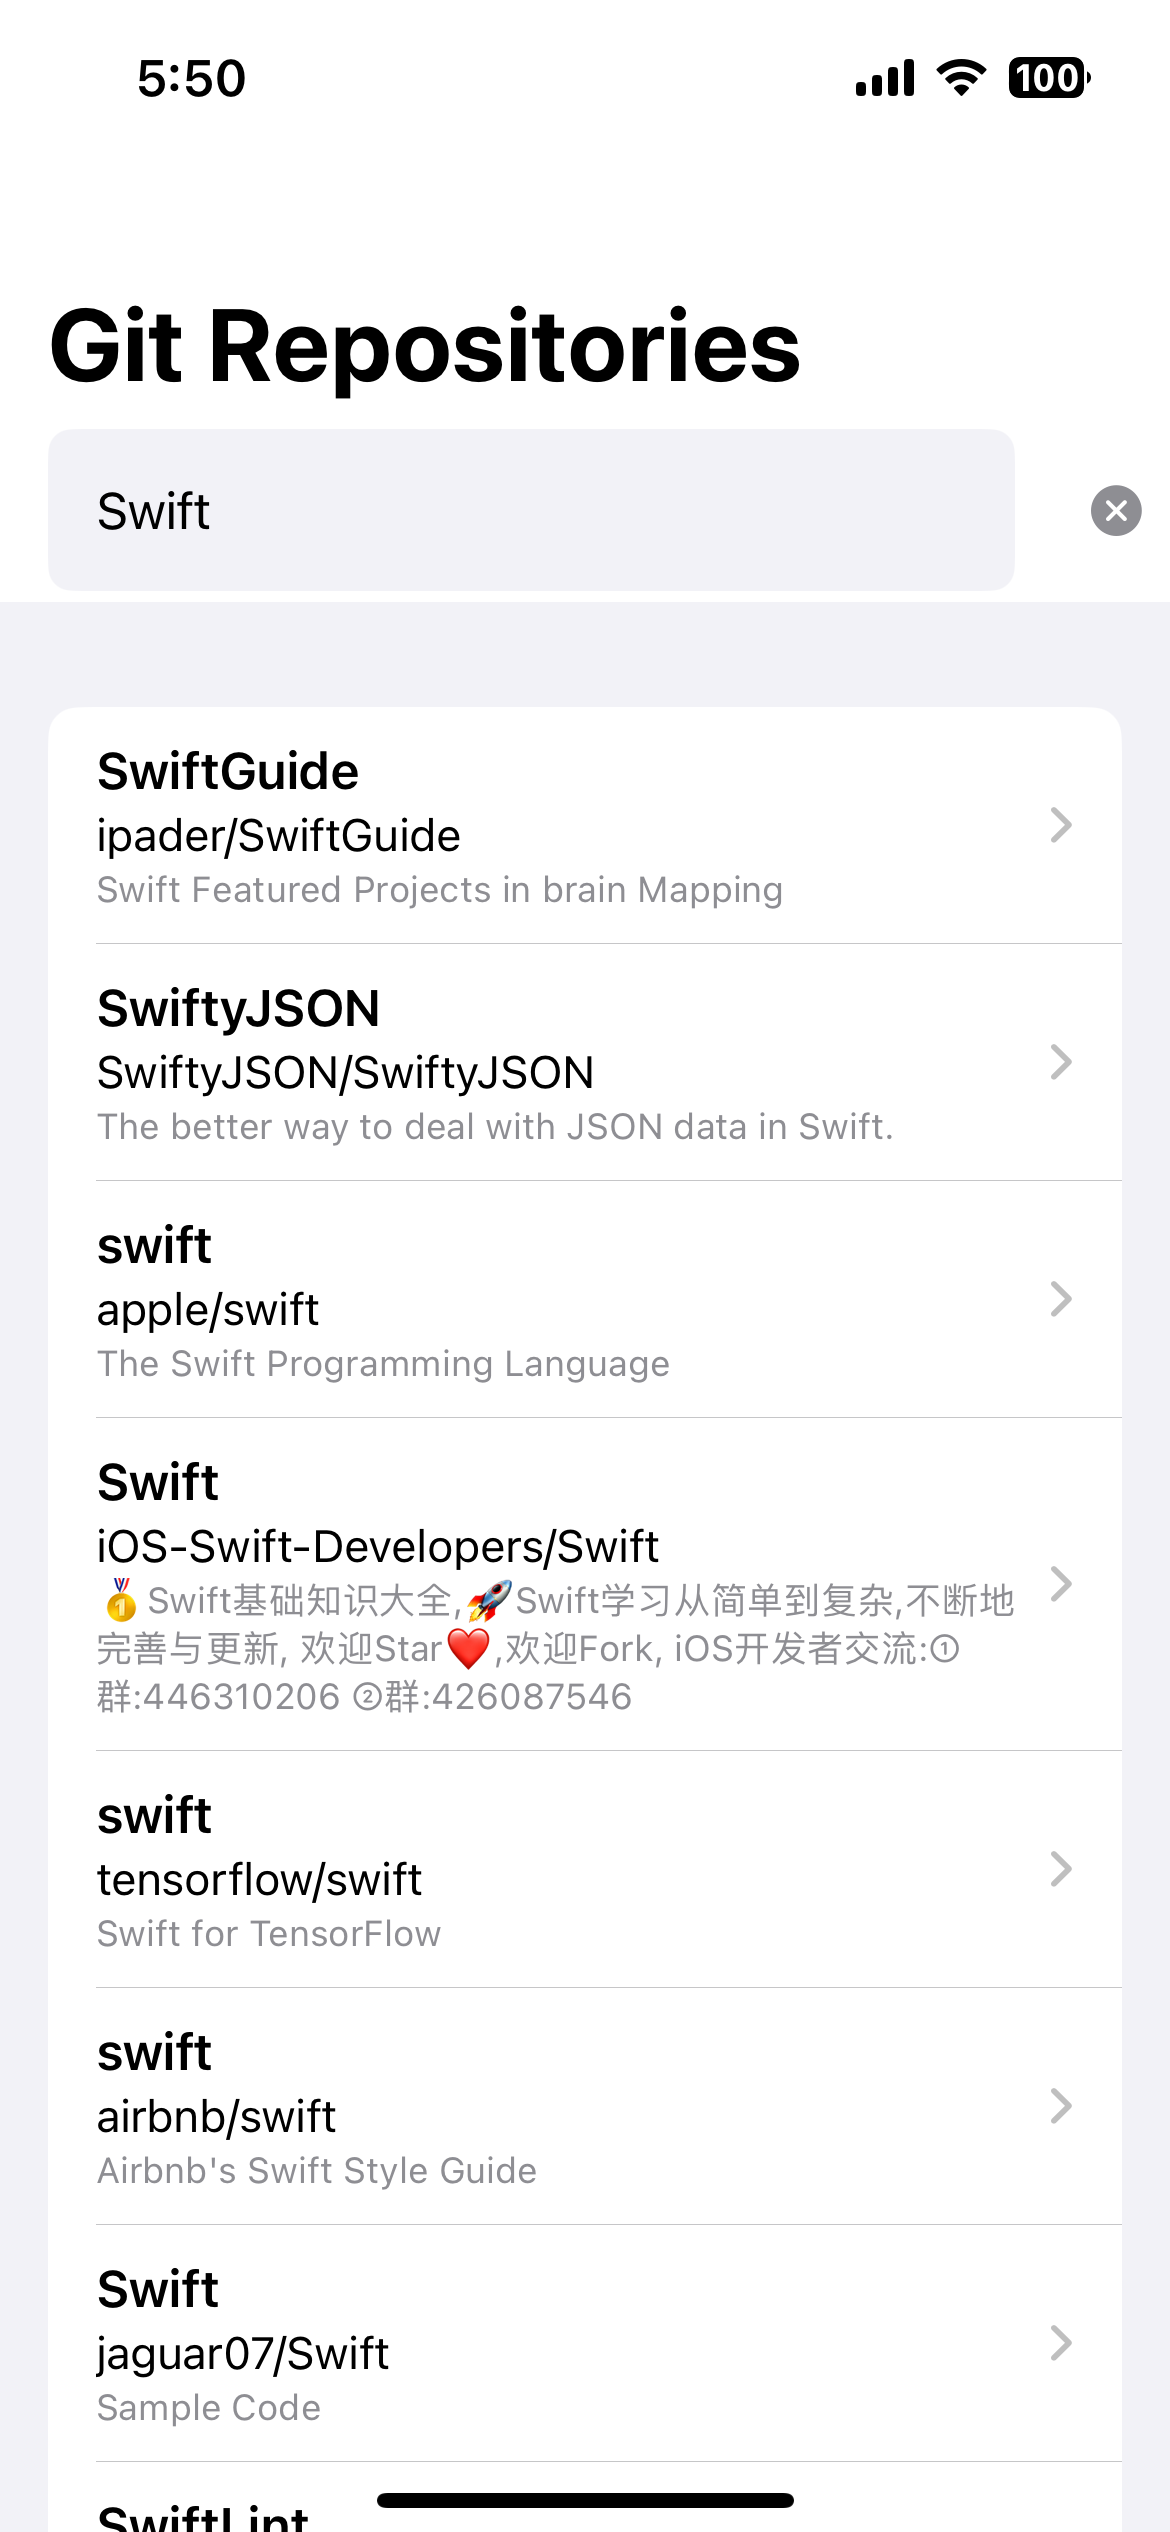 5:50
100
Git Repositories
Swift
SwiftGuide
ipader/SwiftGuide
Swift Featured Projects in brain Mapping
SwiftyJSON
SwiftyJSON/SwiftyJSON
The better way to deal with JSON data in Swift.
swift
apple/swift
The Swift Programming Language
Swift
iOS-Swift-Developers/Swift
🥇Swift基础知识大全,🚀Swift学习从简单到复杂,不断地
完善与更新, 欢迎Star❤️,欢迎Fork, iOS开发者交流:①
群:446310206 ②群:426087546
swift
tensorflow/swift
Swift for TensorFlow
swift
airbnb/swift
Airbnb's Swift Style Guide
Swift
jaguar07/Swift
Sample Code
SwiftLint